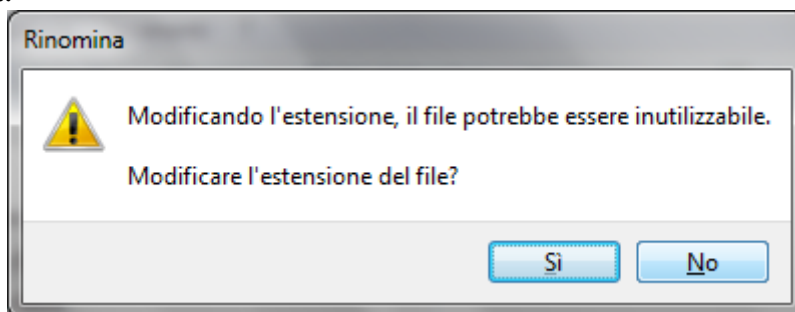 Rinomina
Modificando l'estensione, il file potrebbe essere inutilizzabile.
Modificare l'estensione del file?
Sì
No